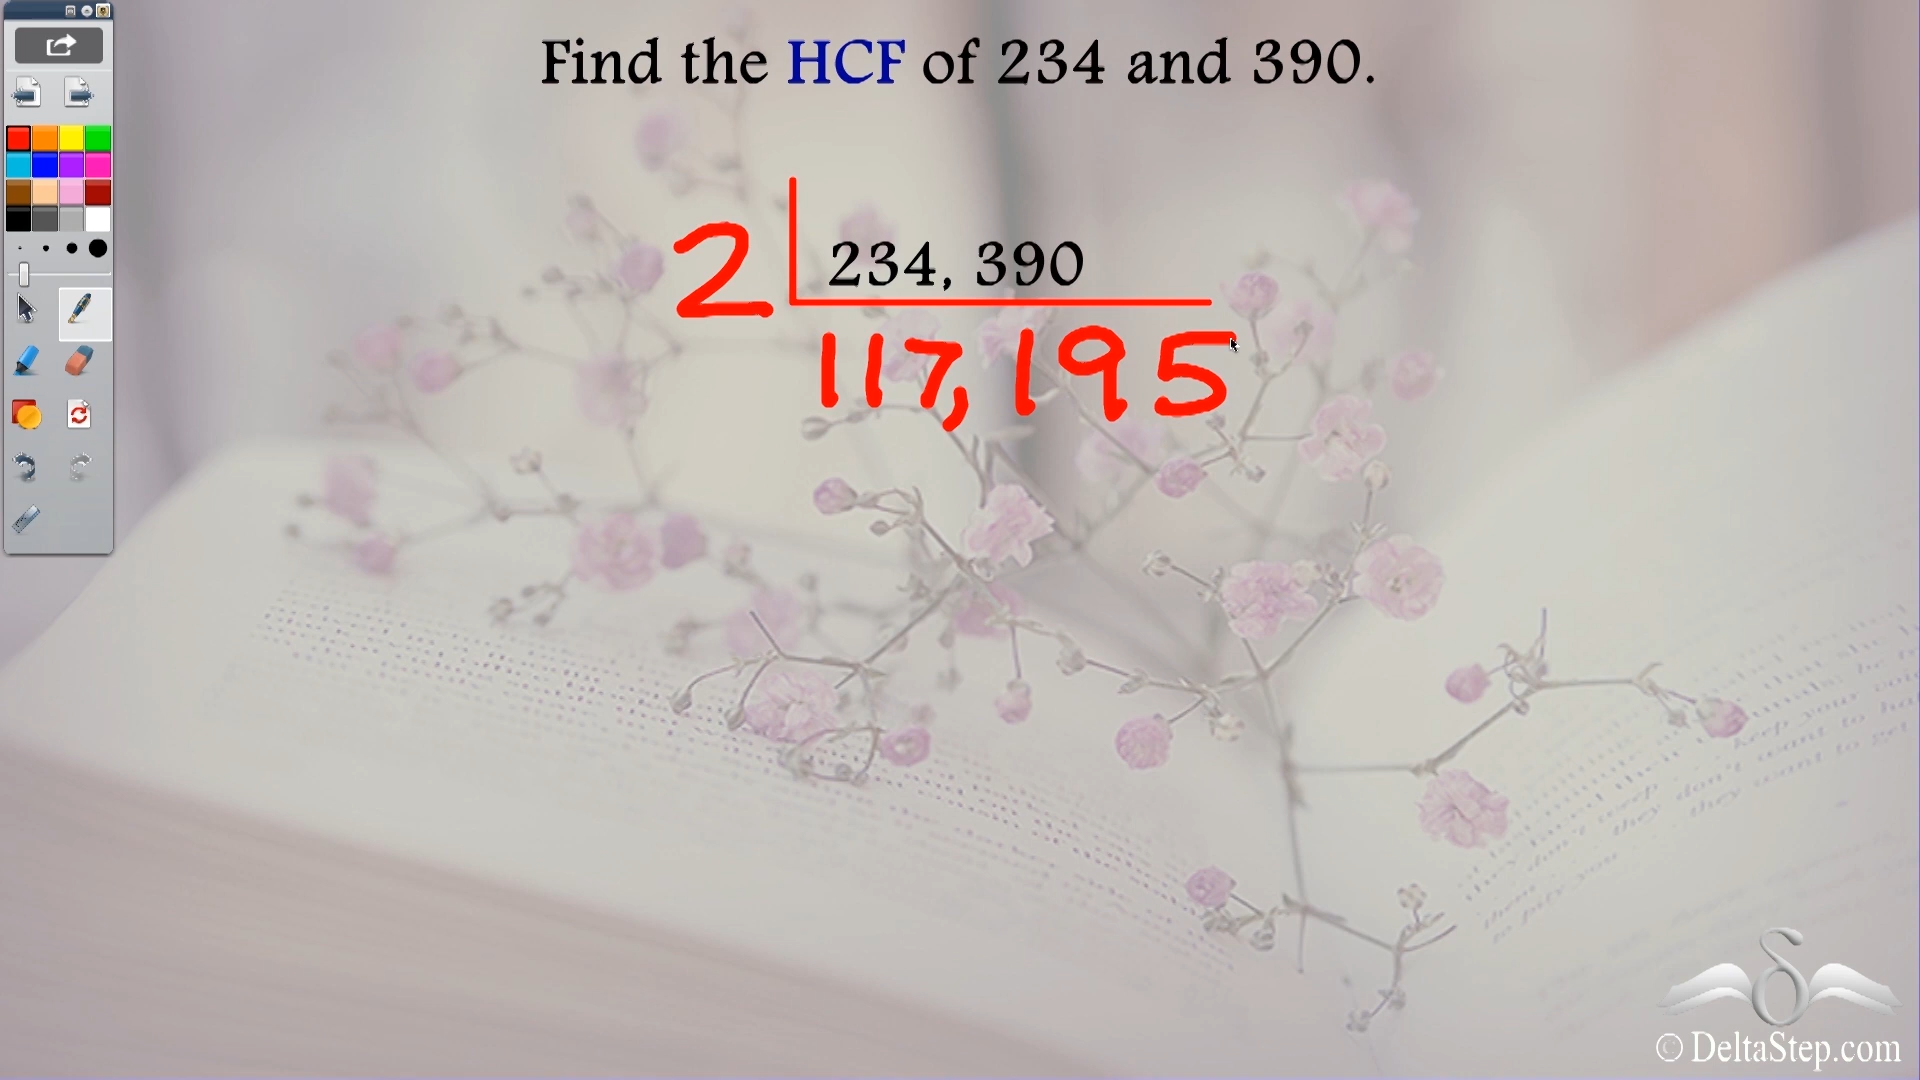 Find the HCF of 234 and 390.
2
234, 390
117, 195
© DeltaStep.com